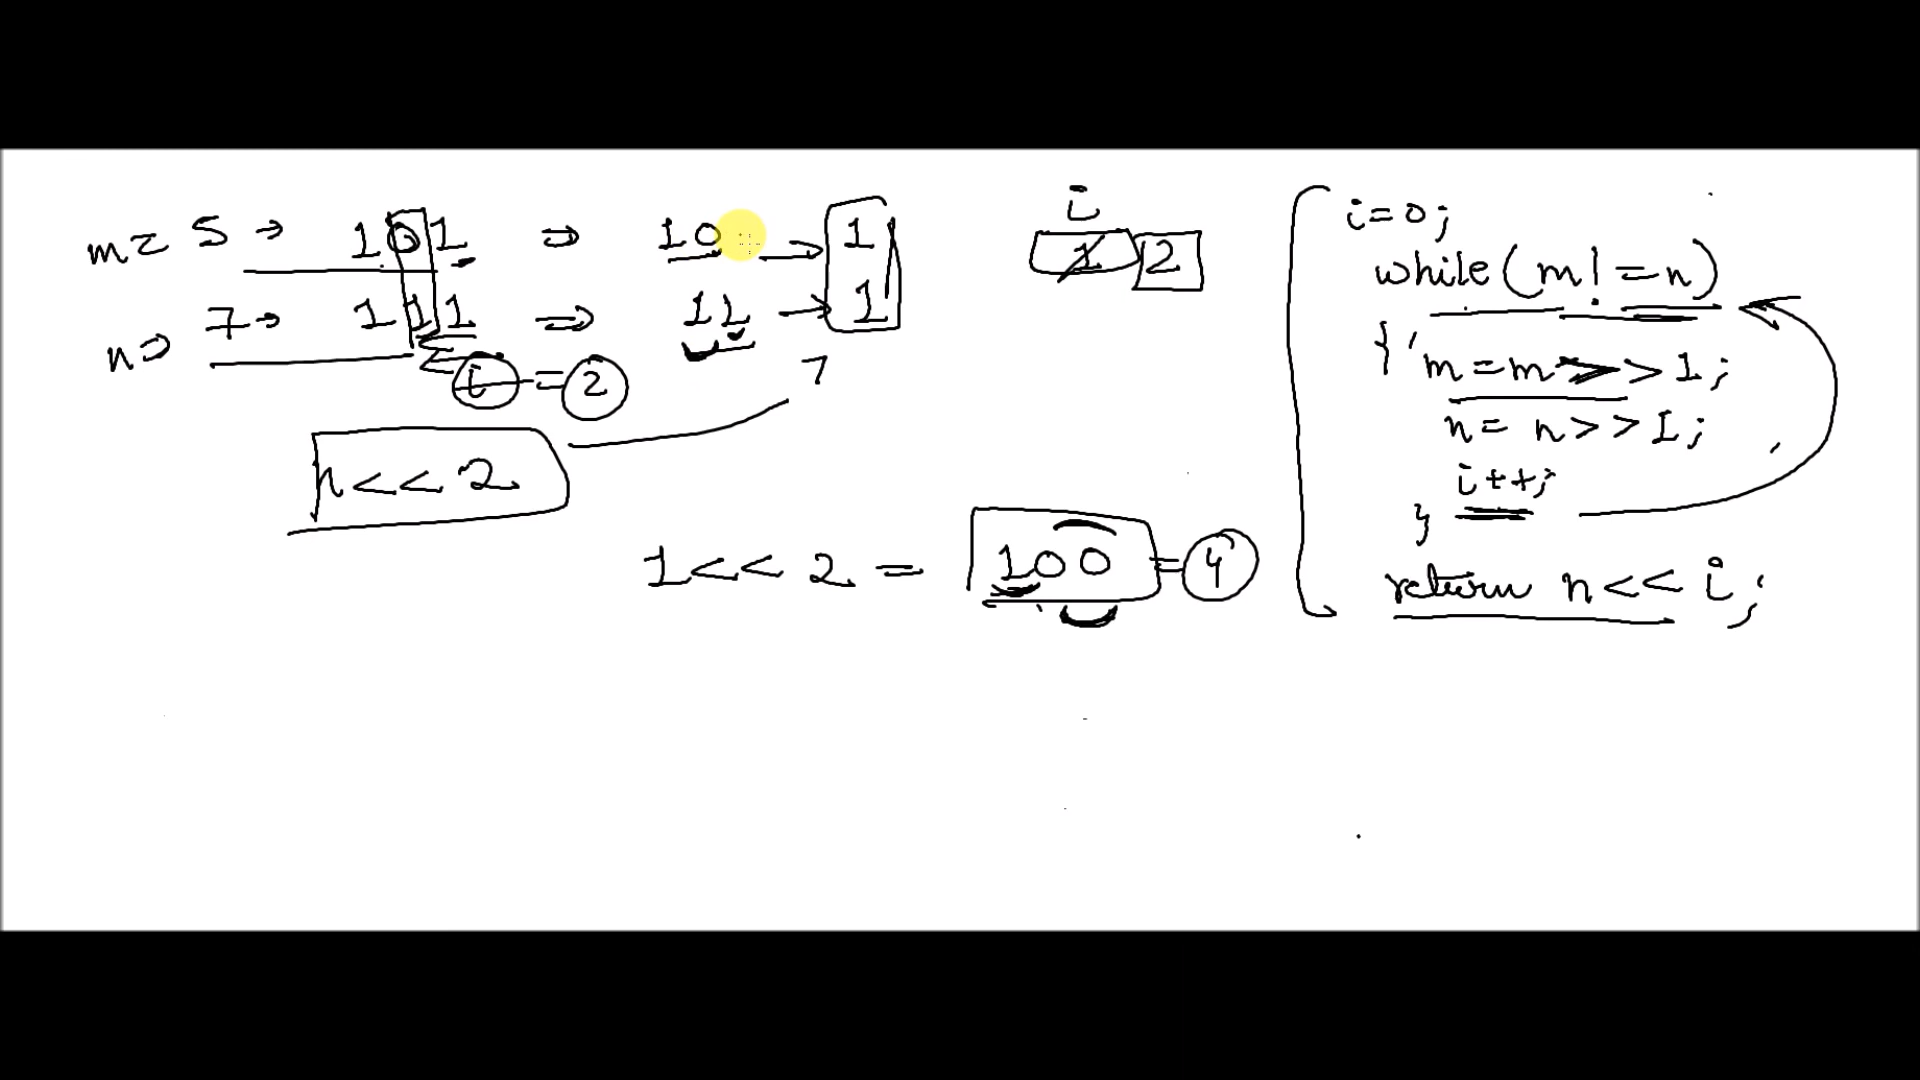 m= 5 → 101 ⇒ 10 → 1
n⇒ 7→ 111 ⇒ 11 → 1
i = 2
n<<2
1<<2 = 100 = 4
i
1 2
i=0;
while(m!=n)
{ m=m>>1;
n= n>>1;
i++;
}
return n<<i;